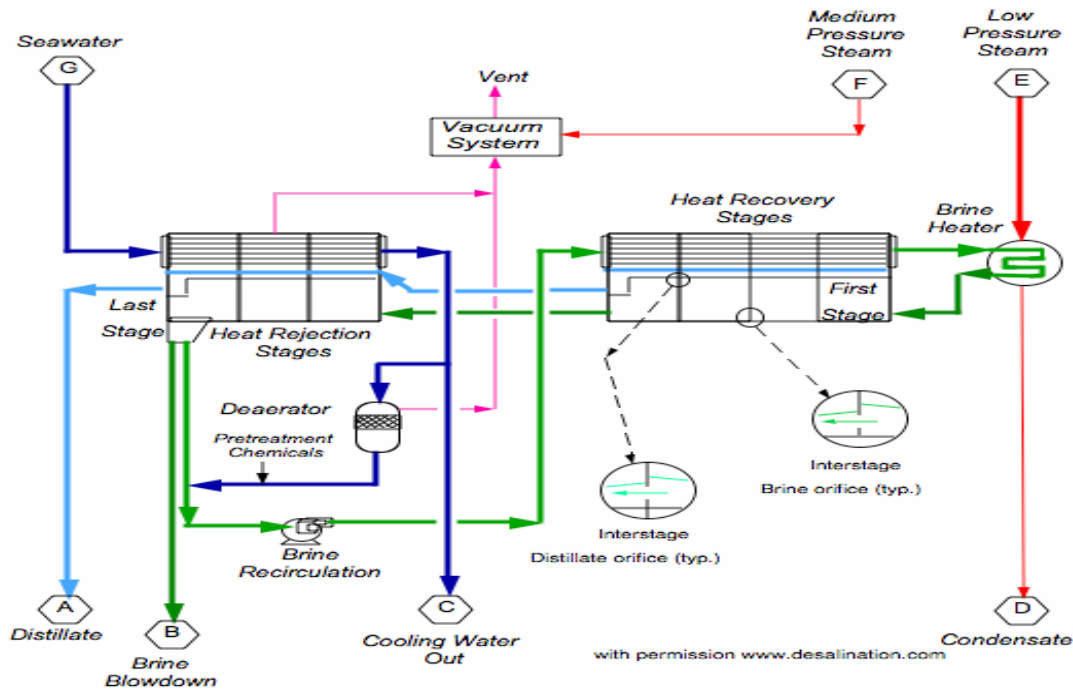 Medium
Pressure
Steam
Low
Pressure
Steam
Seawater
G
Vent
F
E
Vacuum
System
Heat Recovery
Stages
Brine
Heater
Last
Stage
Heat Rejection
Stages
First
Stage
Deaerator
Pretreatment
Chemicals
Interstage
Brine orifice (typ.)
Interstage
Distillate orifice (typ.)
Brine
Recirculation
A
Distillate
B
Brine
Blowdown
C
Cooling Water
Out
D
Condensate
with permission www.desalination.com